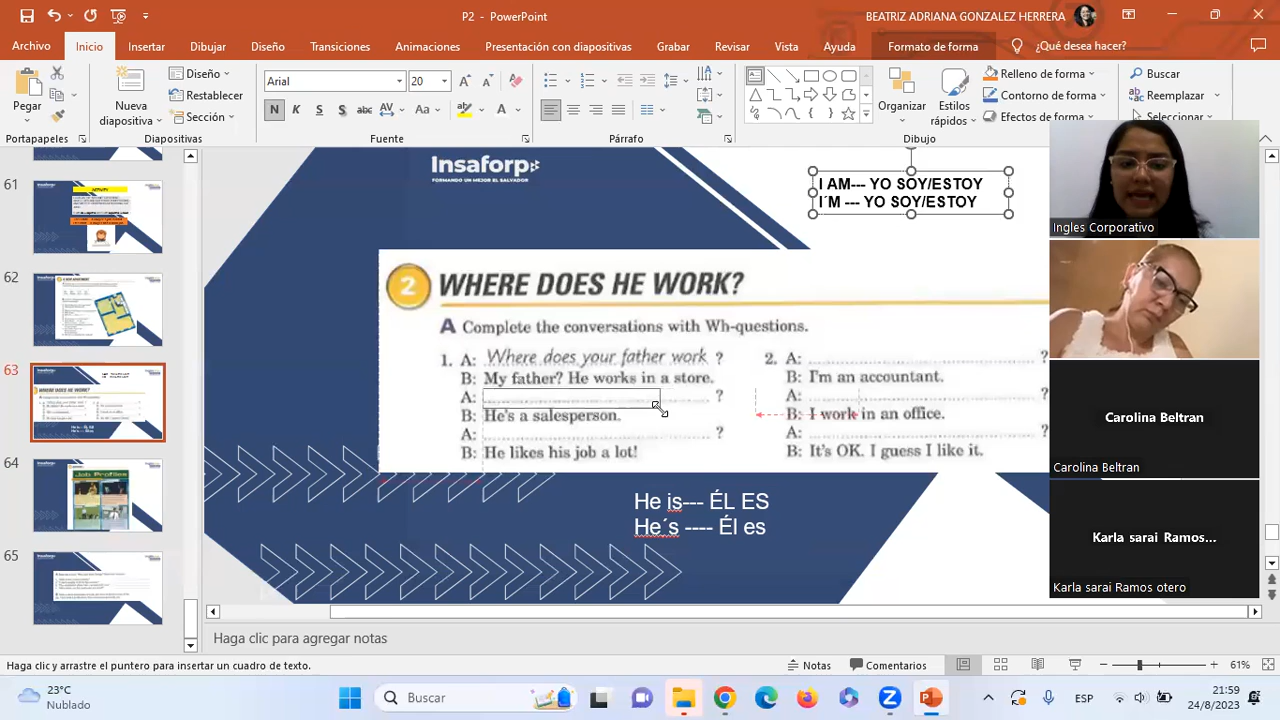 P2 - PowerPoint
BEATRIZ ADRIANA GONZALEZ HERRERA
Archivo Inicio Insertar Dibujar Diseño Transiciones Animaciones Presentación con diapositivas Grabar Revisar Vista Ayuda Formato de forma ¿Qué desea hacer?
Pegar
Nueva diapositiva
Diseño
Restablecer
Sección
Arial 20
N K S S abc AV Aa A
Organizar
Estilos rápidos
Relleno de forma
Contorno de forma
Efectos de forma
Buscar
Reemplazar
Seleccionar
Portapapeles Diapositivas Fuente Párrafo Dibujo
61
62
63
64
65
Insaforp
FORMANDO UN MEJOR EL SALVADOR
I AM--- YO SOY/ESTOY
I´M --- YO SOY/ESTOY
2 WHERE DOES HE WORK?
A Complete the conversations with Wh-questions.
1. A: Where does your father work ?
B: My father? He works in a store.
A: ?
B: He's a salesperson.
A: ?
B: He likes his job a lot!
2. A: ?
B: I'm an accountant.
A: ?
B: I work in an office.
A: ?
B: It's OK. I guess I like it.
He is--- ÉL ES
He´s ---- Él es
Ingles Corporativo
Carolina Beltran
Carolina Beltran
Karla sarai Ramos...
Karla sarai Ramos otero
Haga clic para agregar notas
Haga clic y arrastre el puntero para insertar un cuadro de texto.
Notas Comentarios 61%
23°C
Nublado
Buscar
ESP
21:59
24/8/2023